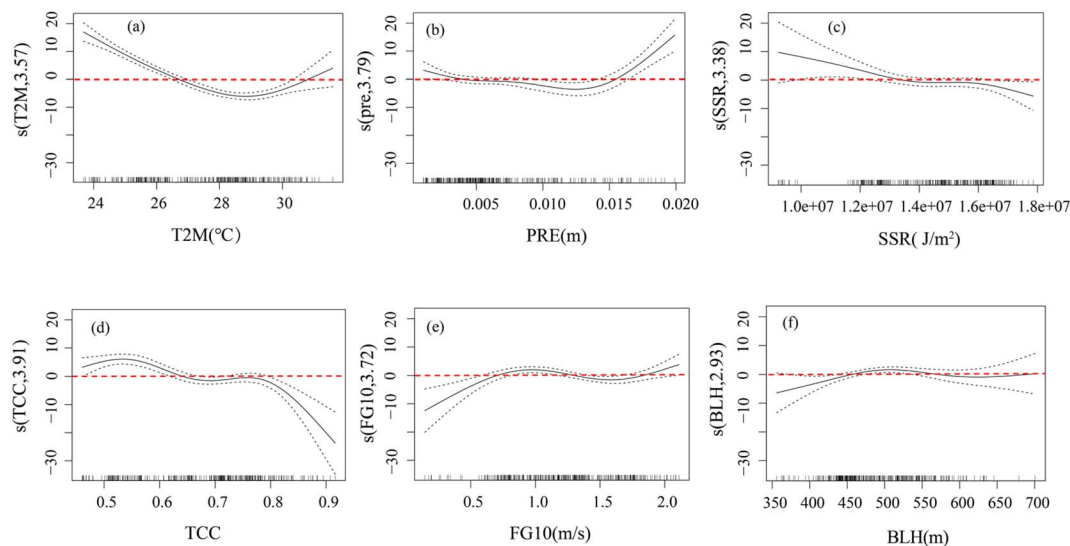 (a)
s(T2M,3.57)
20
10
0
−10
−30
24
26
28
30
T2M(℃)
(b)
s(pre,3.79)
20
10
0
−10
−30
0.005
0.010
0.015
0.020
PRE(m)
(c)
s(SSR,3.38)
20
10
0
−10
−30
1.0e+07
1.2e+07
1.4e+07
1.6e+07
1.8e+07
SSR( J/m²)
(d)
s(TCC,3.91)
20
10
0
−10
−30
0.5
0.6
0.7
0.8
0.9
TCC
(e)
s(FG10,3.72)
20
10
0
−10
−30
0.5
1.0
1.5
2.0
FG10(m/s)
(f)
s(BLH,2.93)
20
10
0
−10
−30
350
400
450
500
550
600
650
700
BLH(m)